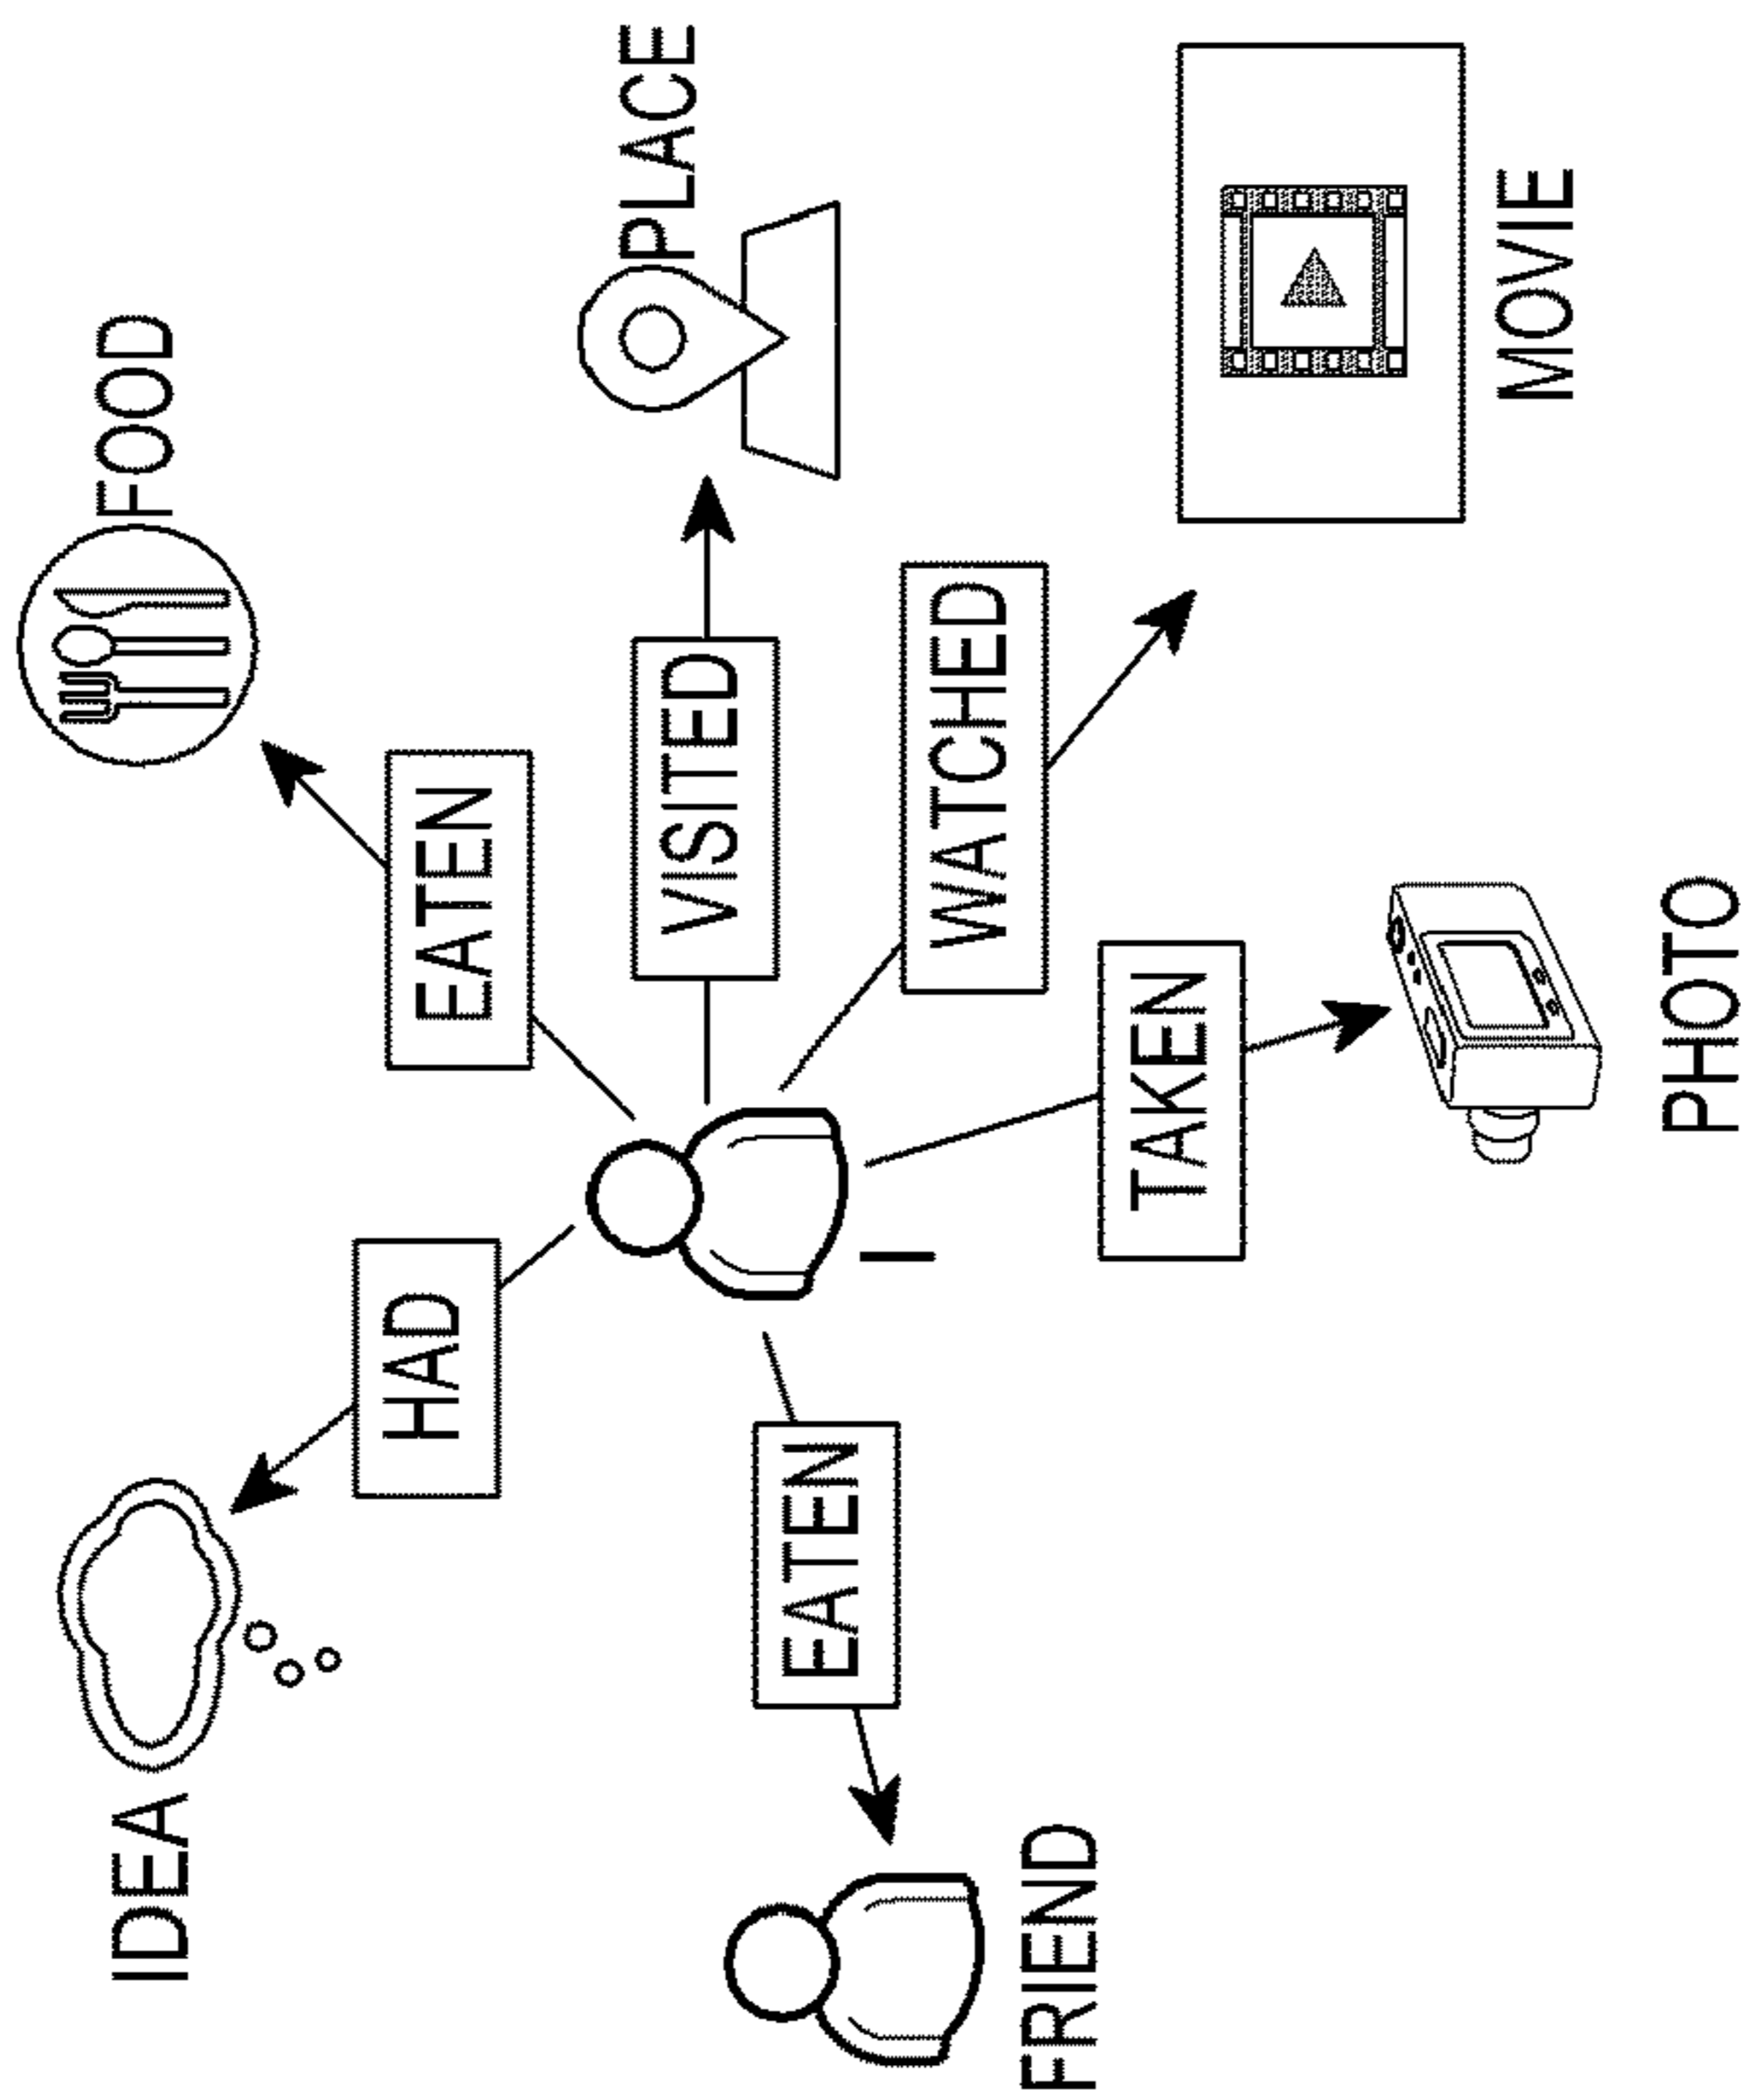 IDEA
FOOD
HAD
EATEN
PLACE
VISITED
EATEN
I
WATCHED
FRIEND
TAKEN
MOVIE
PHOTO